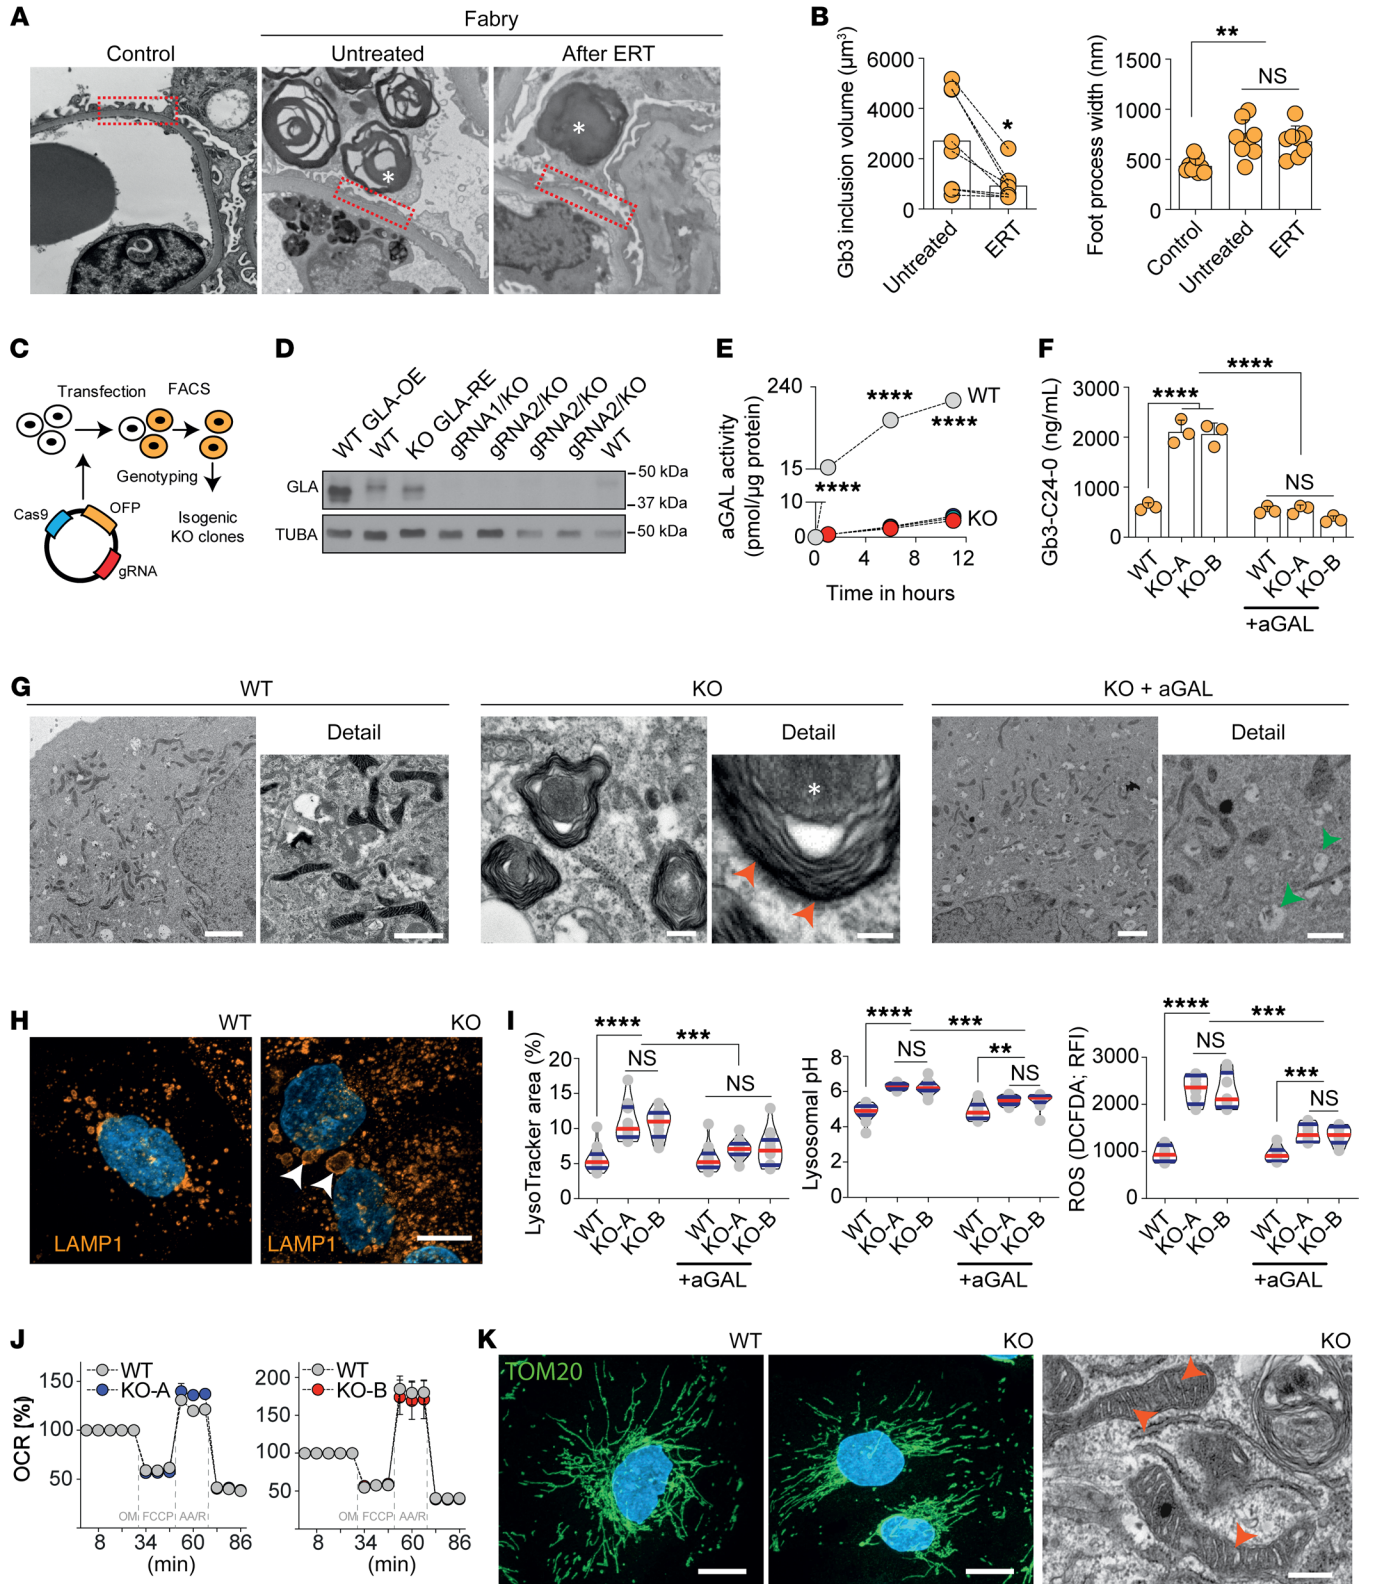 A
Fabry
Control
Untreated
After ERT
*
*
B
Gb3 inclusion volume (µm³)
6000
4000
2000
0
*
Untreated
ERT
Foot process width (nm)
1500
1000
500
0
**
NS
Control
Untreated
ERT
C
Transfection
FACS
Genotyping
Cas9
OFP
gRNA
Isogenic
KO clones
D
WT GLA-OE
WT
KO GLA-RE
gRNA1/KO
gRNA2/KO
gRNA2/KO
gRNA2/KO
WT
GLA
TUBA
50 kDa
37 kDa
50 kDa
E
aGAL activity
(pmol/µg protein)
240
15
10
0
****
****
****
WT
KO
0 4 8 12
Time in hours
F
Gb3-C24-0 (ng/mL)
3000
2000
1000
0
****
****
NS
WT
KO-A
KO-B
WT
KO-A
KO-B
+aGAL
G
WT
Detail
KO
Detail
*
KO + aGAL
Detail
H
WT
KO
LAMP1
LAMP1
I
LysoTracker area (%)
20
15
10
5
0
****
***
NS
NS
WT
KO-A
KO-B
WT
KO-A
KO-B
+aGAL
Lysosomal pH
8
6
4
2
0
****
***
NS
**
NS
WT
KO-A
KO-B
WT
KO-A
KO-B
+aGAL
ROS (DCFDA; RFI)
3000
2000
1000
0
****
***
NS
***
NS
WT
KO-A
KO-B
WT
KO-A
KO-B
+aGAL
J
OCR [%]
WT
KO-A
150
100
50
OM FCCP AA/R
8 34 60 86
(min)
WT
KO-B
200
150
100
50
OM FCCP AA/R
8 34 60 86
(min)
K
WT
KO
KO
TOM20